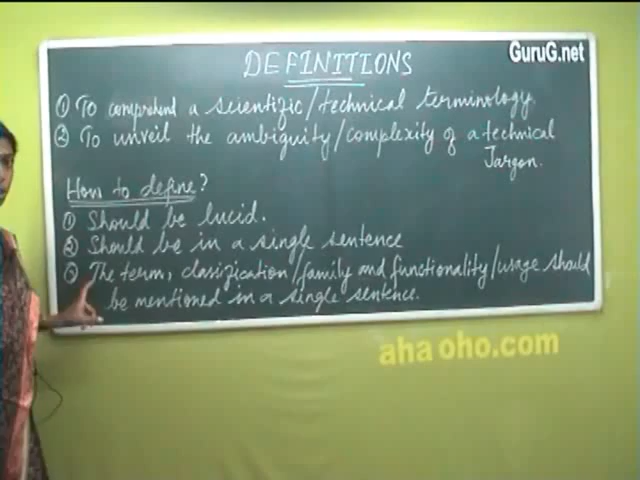 GuruG.net
DEFINITIONS
① To comprehend a scientific/technical terminology.
② To unveil the ambiguity/complexity of a technical
Jargon.
How to define?
① Should be lucid.
② Should be in a single sentence
③ The term, classification/family and functionality/usage should
be mentioned in a single sentence.
ahaoho.com